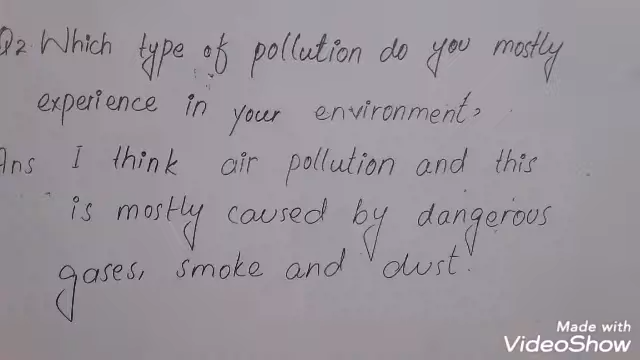 Q2. Which type of pollution do you mostly
experience in your environment?
Ans I think air pollution and this
is mostly caused by dangerous
gases, smoke and dust.
Made with
VideoShow